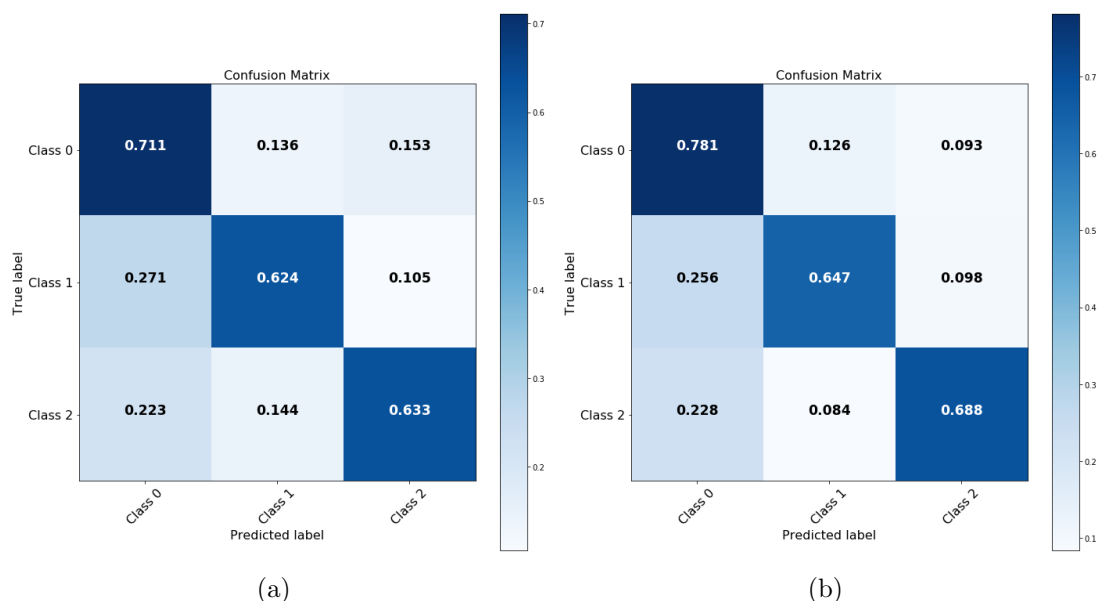 Confusion Matrix
True label
Class 0
0.711 0.136 0.153
Class 1
0.271 0.624 0.105
Class 2
0.223 0.144 0.633
Class 0 Class 1 Class 2
Predicted label
0.7
0.6
0.5
0.4
0.3
0.2
(a)
Confusion Matrix
True label
Class 0
0.781 0.126 0.093
Class 1
0.256 0.647 0.098
Class 2
0.228 0.084 0.688
Class 0 Class 1 Class 2
Predicted label
0.7
0.6
0.5
0.4
0.3
0.2
0.1
(b)